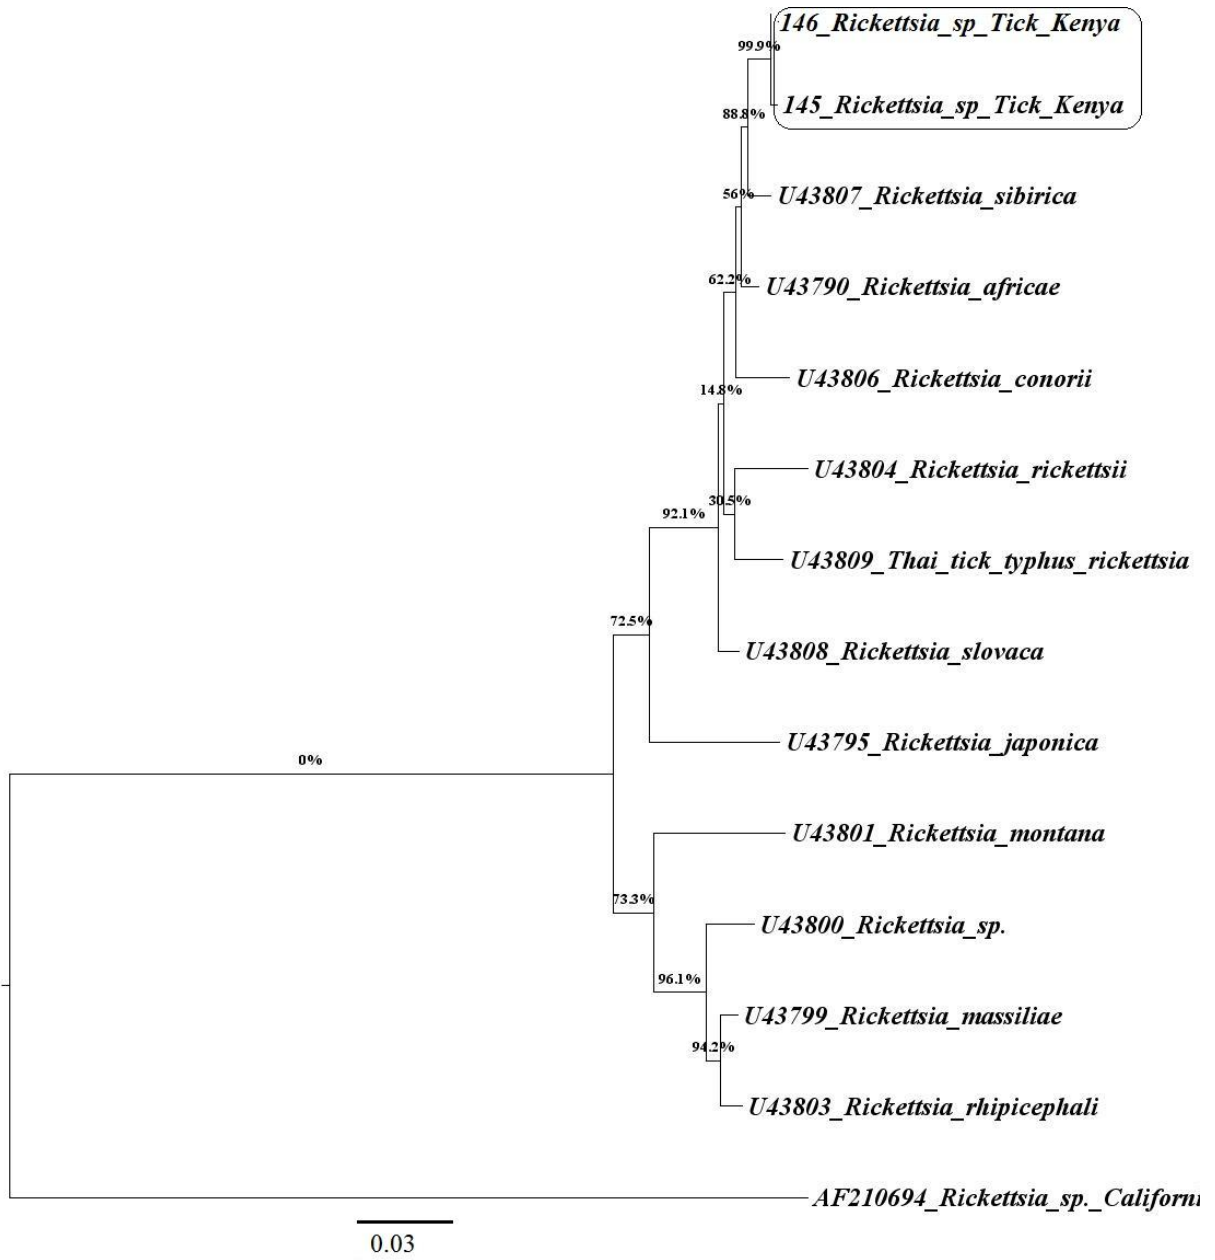 146_Rickettsia_sp_Tick_Kenya
99.9%
145_Rickettsia_sp_Tick_Kenya
88.8%
56%
U43807_Rickettsia_sibirica
62.2%
U43790_Rickettsia_africae
U43806_Rickettsia_conorii
14.8%
U43804_Rickettsia_rickettsii
30.5%
92.1%
U43809_Thai_tick_typhus_rickettsia
72.5%
U43808_Rickettsia_slovaca
U43795_Rickettsia_japonica
0%
U43801_Rickettsia_montana
73.3%
U43800_Rickettsia_sp.
96.1%
U43799_Rickettsia_massiliae
94.2%
U43803_Rickettsia_rhipicephali
AF210694_Rickettsia_sp._Californi
0.03